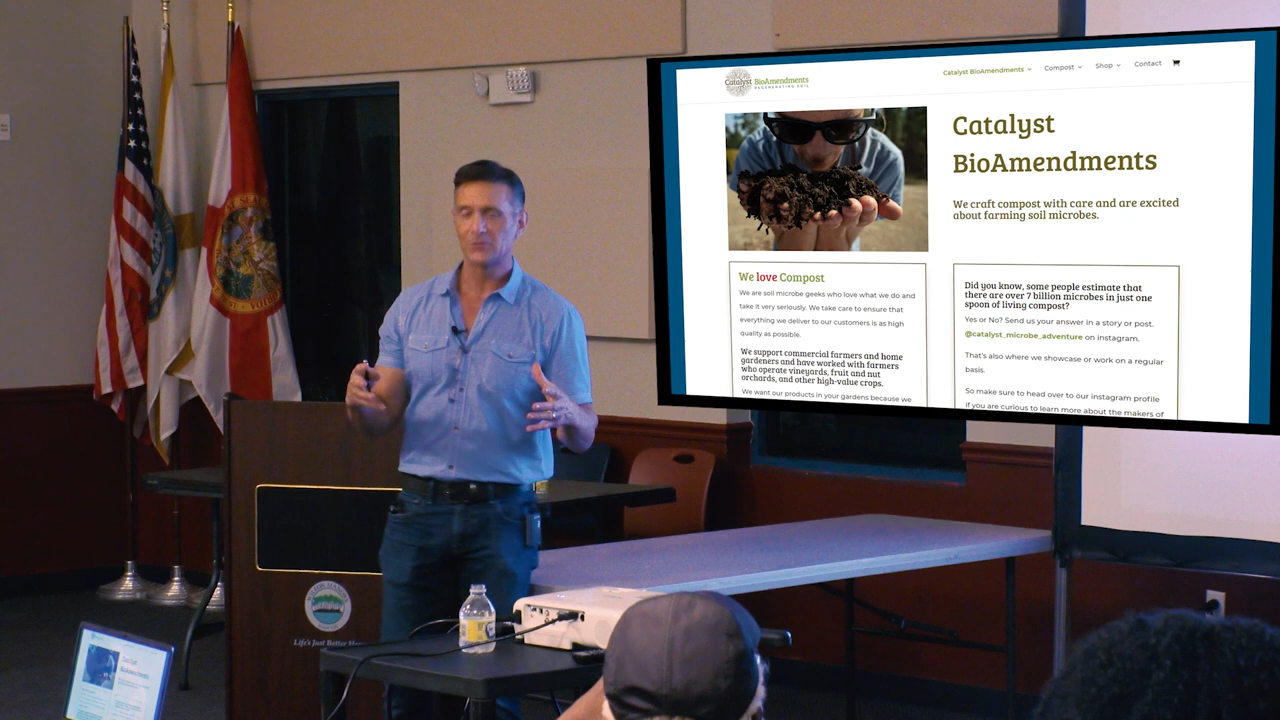 Catalyst BioAmendments
REGENERATING SOIL
Catalyst BioAmendments
Compost
Shop
Contact
Catalyst
BioAmendments
We craft compost with care and are excited
about farming soil microbes.
We love Compost
We are soil microbe geeks who love what we do and
take it very seriously. We take care to ensure that
everything we deliver to our customers is as high
quality as possible.
We support commercial farmers and home
gardeners and have worked with farmers
who operate vineyards, fruit and nut
orchards, and other high-value crops.
We want our products in your gardens because we
Did you know, some people estimate that
there are over 7 billion microbes in just one
spoon of living compost?
Yes or No? Send us your answer in a story or post.
@catalyst_microbe_adventure on instagram.
That's also where we showcase or work on a regular
basis.
So make sure to head over to our instagram profile
if you are curious to learn more about the makers of
Life's Just Better
Catalyst
BioAmendments